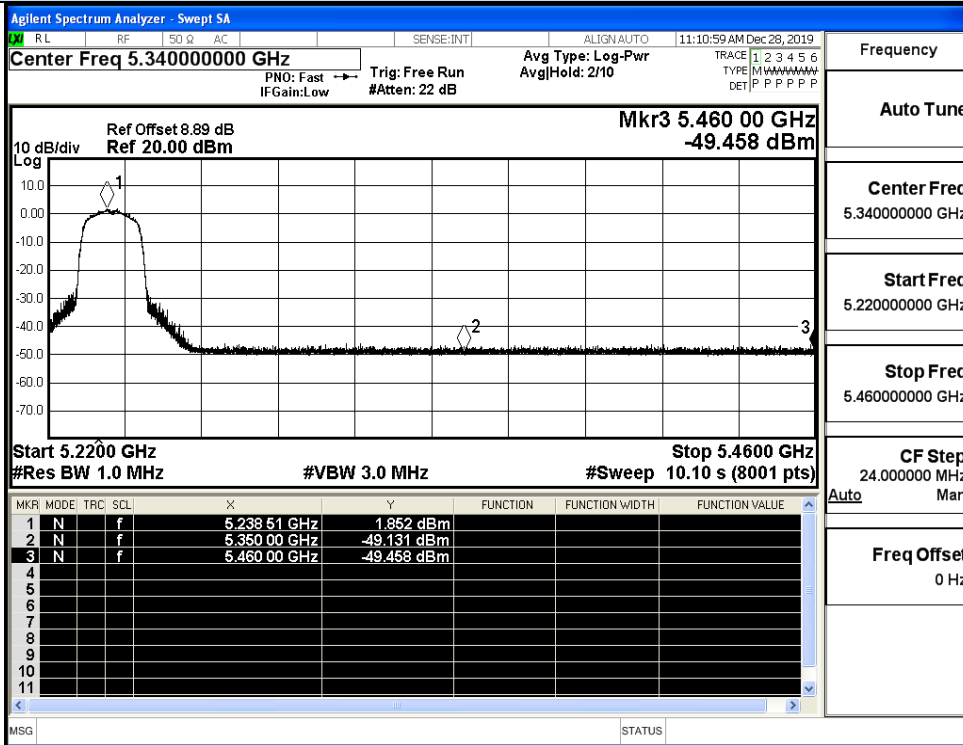 Agilent Spectrum Analyzer - Swept SA
LXI RL RF 50 Ω AC SENSE:INT ALIGN AUTO 11:10:59 AM Dec 28, 2019
Center Freq 5.340000000 GHz
PNO: Fast
IFGain:Low
Trig: Free Run
#Atten: 22 dB
Avg Type: Log-Pwr
Avg|Hold: 2/10
TRACE 1 2 3 4 5 6
TYPE M WWWWW
DET P P P P P P
Mkr3 5.460 00 GHz
-49.458 dBm
Ref Offset 8.89 dB
10 dB/div Ref 20.00 dBm
Log
10.0
0.00
-10.0
-20.0
-30.0
-40.0
-50.0
-60.0
-70.0
1
2
3
Start 5.2200 GHz Stop 5.4600 GHz
#Res BW 1.0 MHz #VBW 3.0 MHz #Sweep 10.10 s (8001 pts)
MKR MODE TRC SCL X Y FUNCTION FUNCTION WIDTH FUNCTION VALUE
1 N f 5.238 51 GHz 1.852 dBm
2 N f 5.350 00 GHz -49.131 dBm
3 N f 5.460 00 GHz -49.458 dBm
4
5
6
7
8
9
10
11
MSG STATUS
Frequency
Auto Tune
Center Freq
5.340000000 GHz
Start Freq
5.220000000 GHz
Stop Freq
5.460000000 GHz
CF Step
24.000000 MHz
Auto Man
Freq Offset
0 Hz